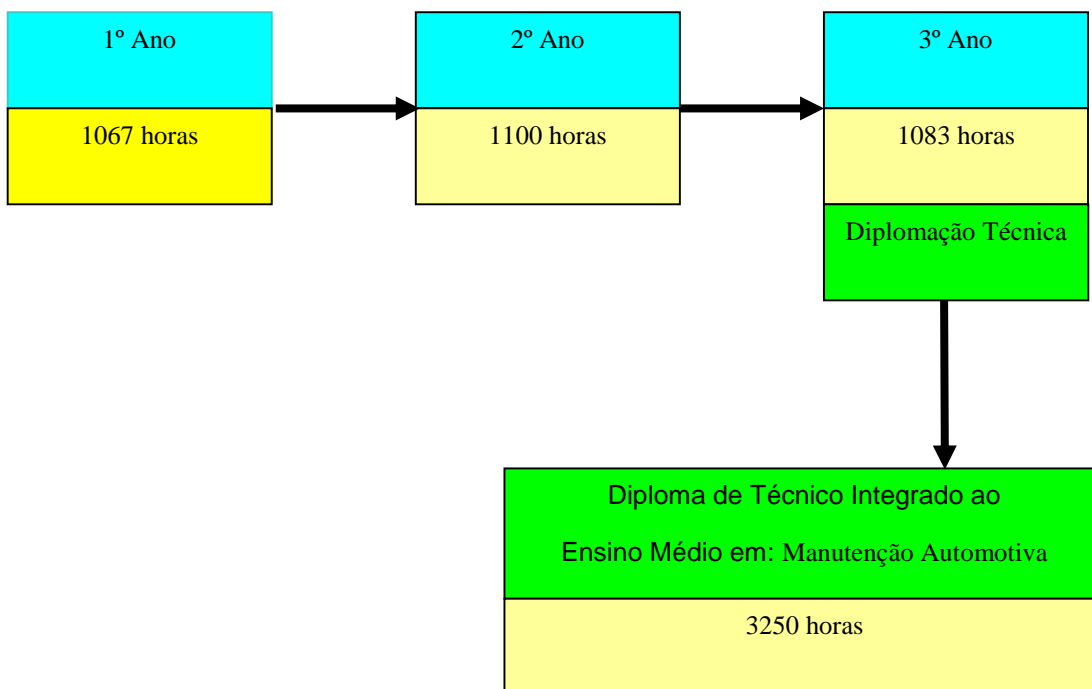 1º Ano
1067 horas
2º Ano
1100 horas
3º Ano
1083 horas
Diplomação Técnica
Diploma de Técnico Integrado ao
Ensino Médio em: Manutenção Automotiva
3250 horas